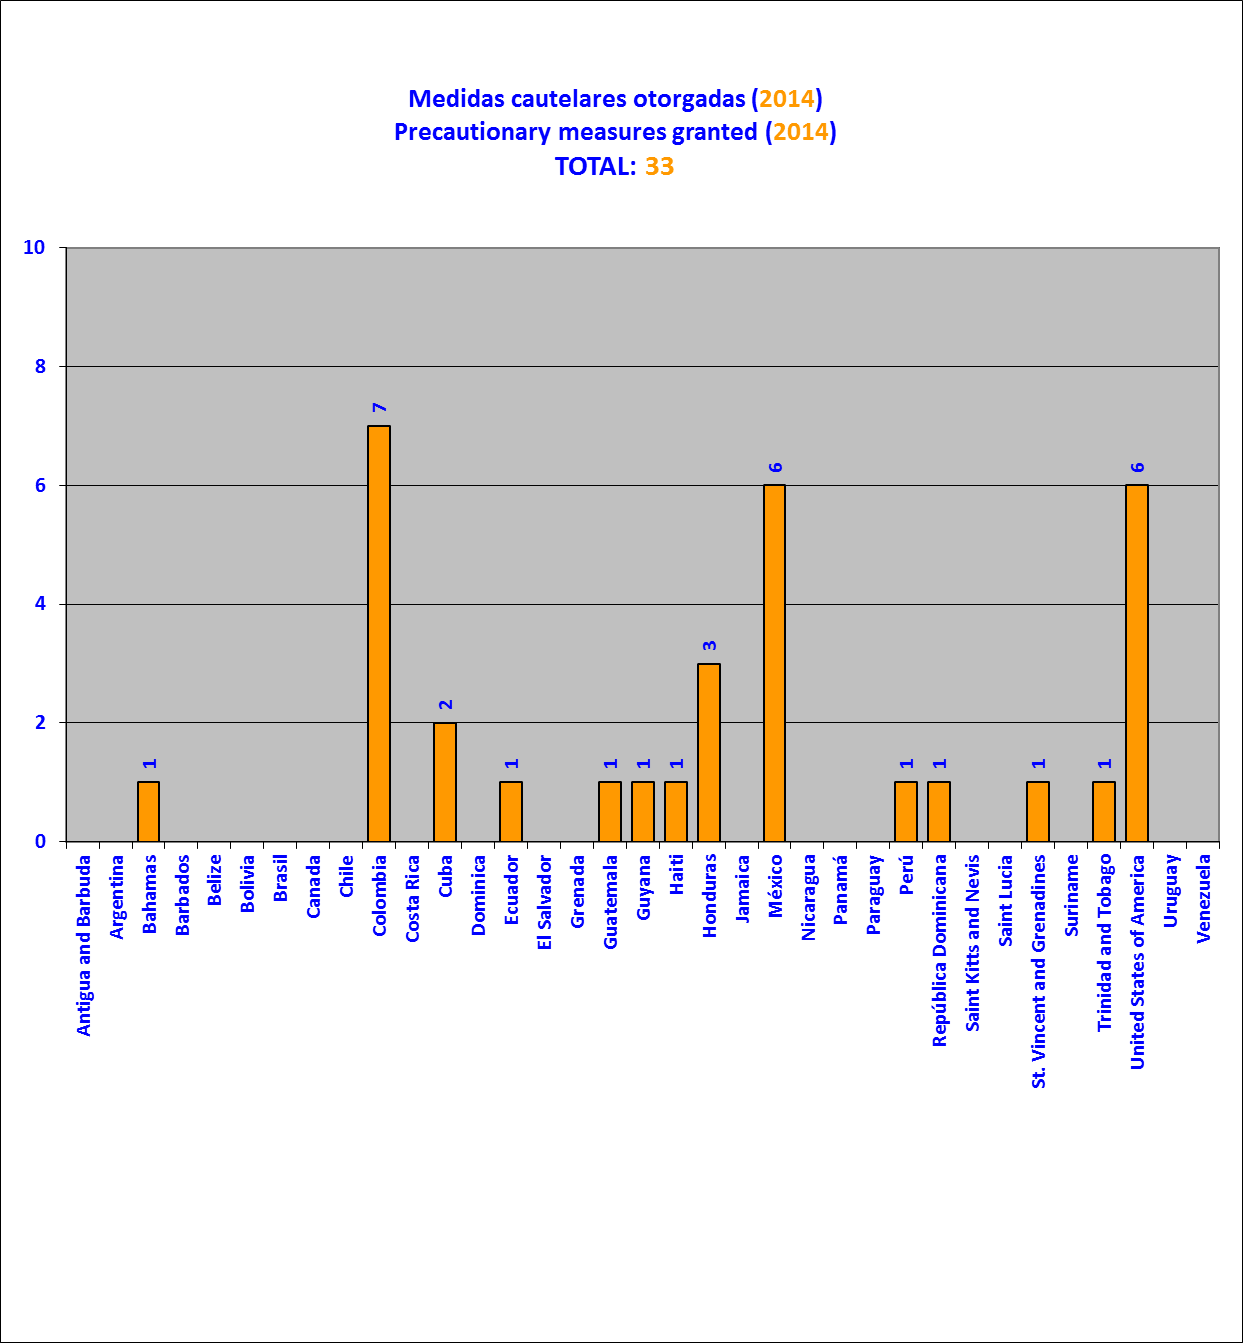 Medidas cautelares otorgadas (2014)
Precautionary measures granted (2014)
TOTAL: 33
10
8
6
4
2
0
1
7
2
1
1
1
1
3
6
1
1
1
1
6
Antigua and Barbuda
Argentina
Bahamas
Barbados
Belize
Bolivia
Brasil
Canada
Chile
Colombia
Costa Rica
Cuba
Dominica
Ecuador
El Salvador
Grenada
Guatemala
Guyana
Haiti
Honduras
Jamaica
México
Nicaragua
Panamá
Paraguay
Perú
República Dominicana
Saint Kitts and Nevis
Saint Lucia
St. Vincent and Grenadines
Suriname
Trinidad and Tobago
United States of America
Uruguay
Venezuela